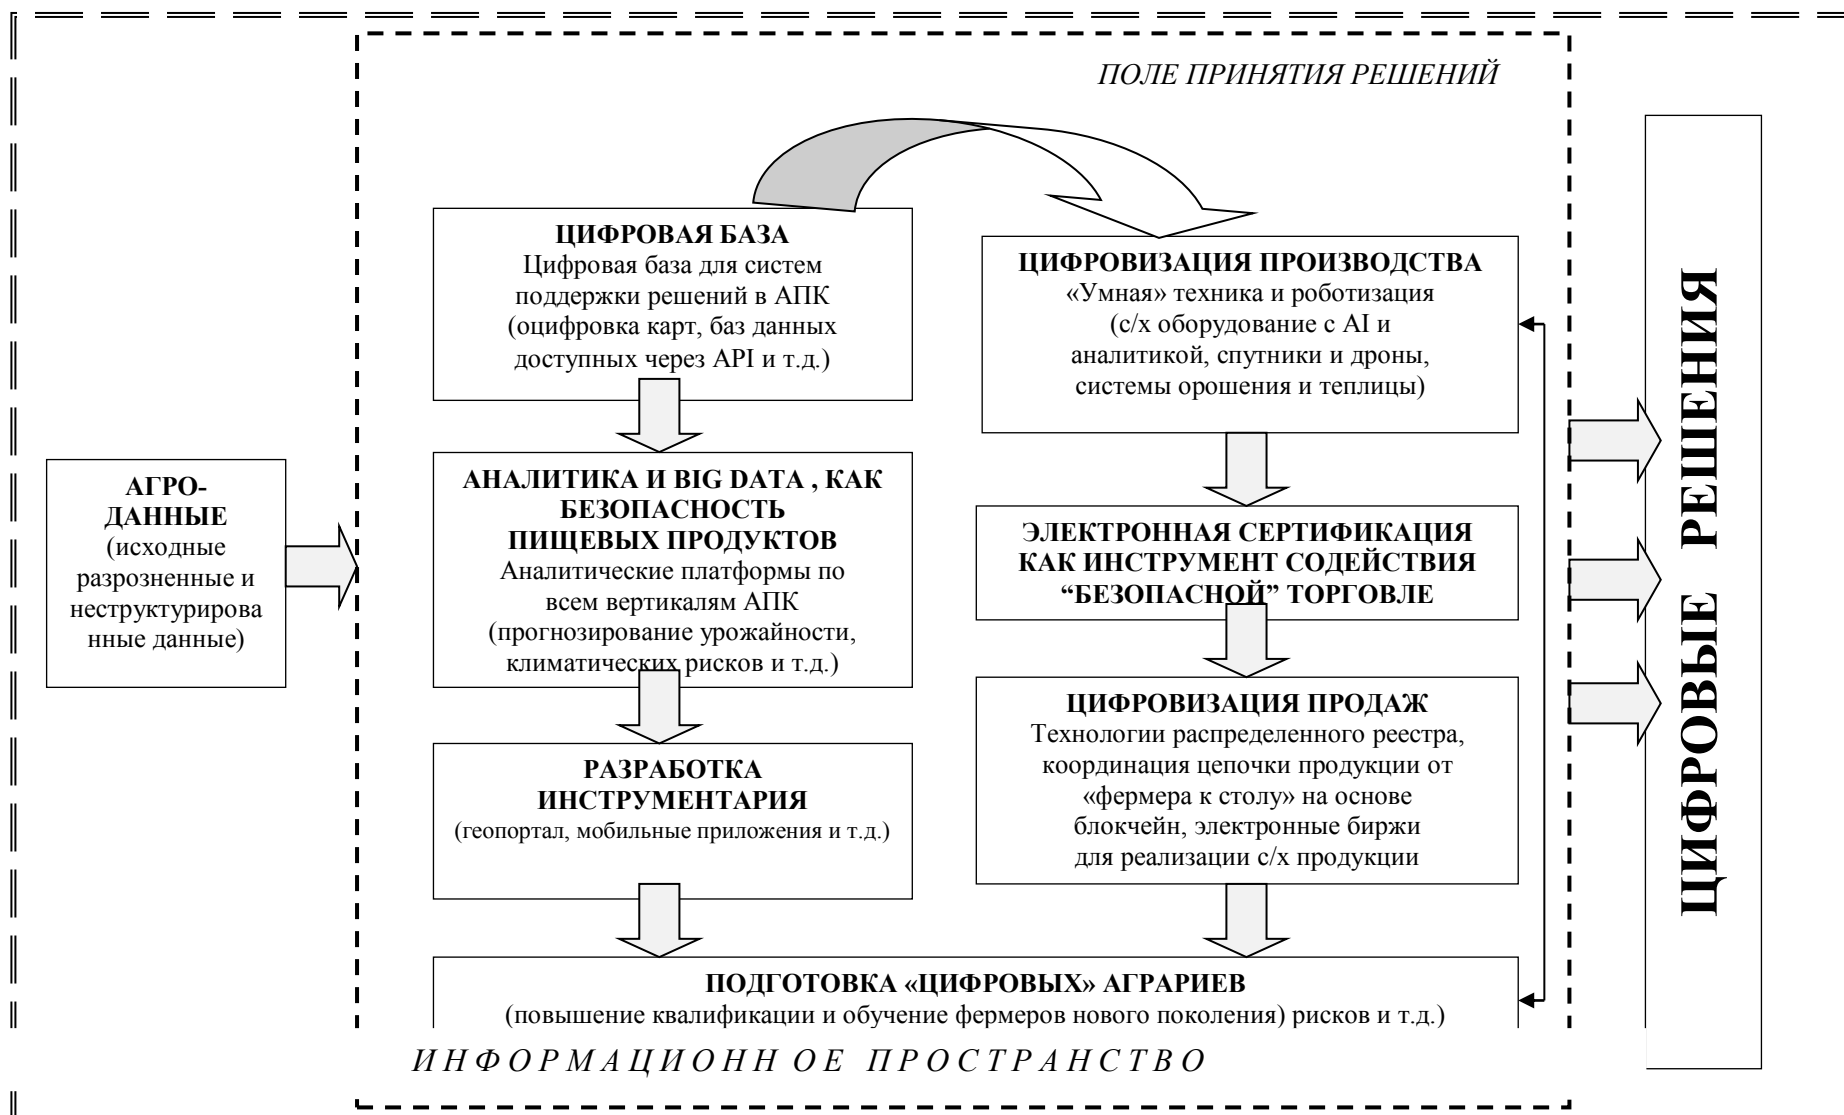 ПОЛЕ ПРИНЯТИЯ РЕШЕНИЙ
АГРО-
ДАННЫЕ
(исходные
разрозненные и
неструктурирова
нные данные)
ЦИФРОВАЯ БАЗА
Цифровая база для систем
поддержки решений в АПК
(оцифровка карт, баз данных
доступных через API и т.д.)
АНАЛИТИКА И BIG DATA , КАК
БЕЗОПАСНОСТЬ
ПИЩЕВЫХ ПРОДУКТОВ
Аналитические платформы по
всем вертикалям АПК
(прогнозирование урожайности,
климатических рисков и т.д.)
РАЗРАБОТКА
ИНСТРУМЕНТАРИЯ
(геопортал, мобильные приложения и т.д.)
ЦИФРОВИЗАЦИЯ ПРОИЗВОДСТВА
«Умная» техника и роботизация
(с/х оборудование с AI и
аналитикой, спутники и дроны,
системы орошения и теплицы)
ЭЛЕКТРОННАЯ СЕРТИФИКАЦИЯ
КАК ИНСТРУМЕНТ СОДЕЙСТВИЯ
“БЕЗОПАСНОЙ” ТОРГОВЛЕ
ЦИФРОВИЗАЦИЯ ПРОДАЖ
Технологии распределенного реестра,
координация цепочки продукции от
«фермера к столу» на основе
блокчейн, электронные биржи
для реализации с/х продукции
ПОДГОТОВКА «ЦИФРОВЫХ» АГРАРИЕВ
(повышение квалификации и обучение фермеров нового поколения) рисков и т.д.)
И Н Ф О Р М А Ц И О Н Н О Е П Р О С Т Р А Н С Т В О
ЦИФРОВЫЕ РЕШЕНИЯ